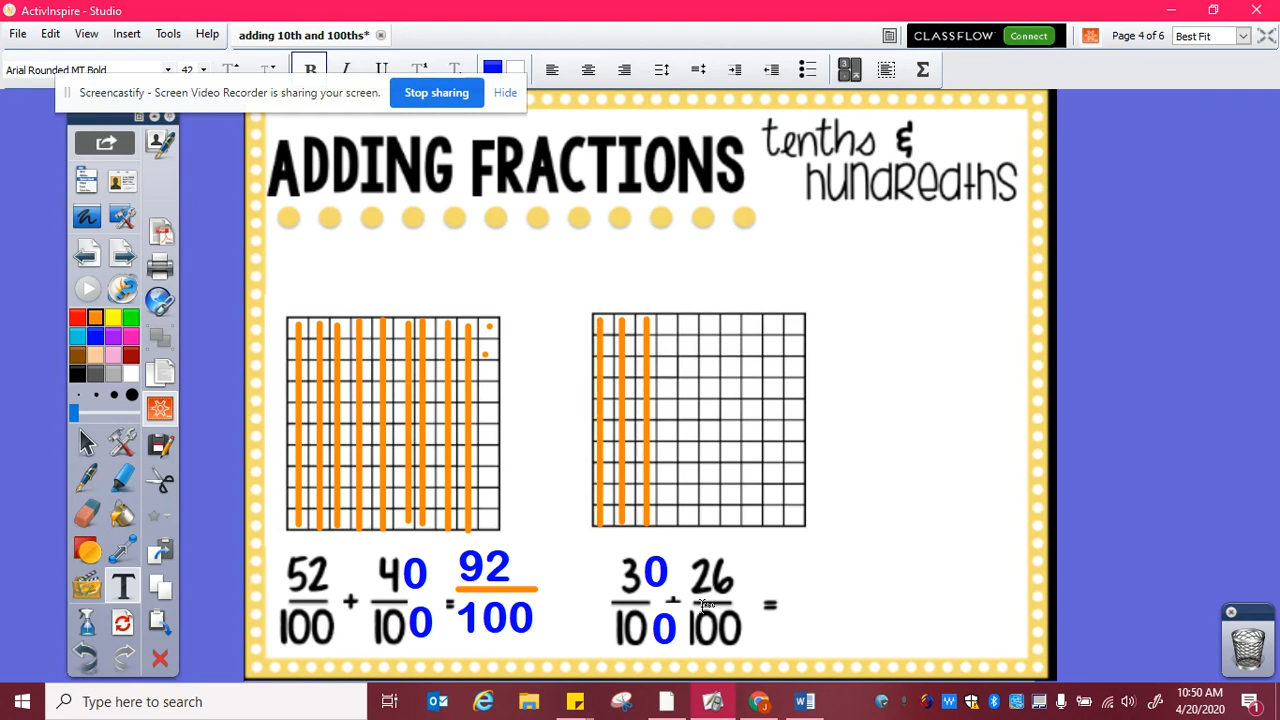 ActivInspire - Studio
File Edit View Insert Tools Help
adding 10th and 100ths*
CLASSFLOW Connect
Page 4 of 6
Best Fit
Arial Rounded MT Bold 42
Screencastify - Screen Video Recorder is sharing your screen. Stop sharing Hide
ADDING FRACTIONS
tenths &
hundredths
52/100 + 40/100 = 92/100
30/100 + 26/100 =
Type here to search
10:50 AM
4/20/2020